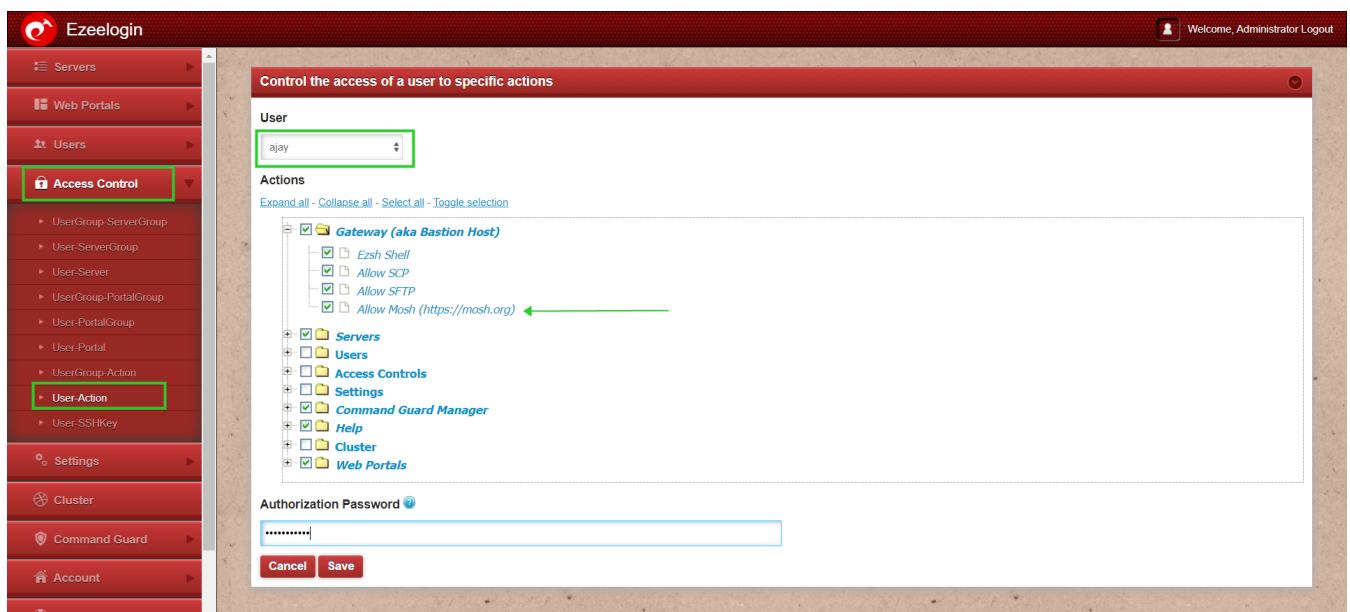 Ezeelogin
Welcome, Administrator Logout
Servers
Web Portals
Users
Access Control
UserGroup-ServerGroup
User-ServerGroup
User-Server
UserGroup-PortalGroup
User-PortalGroup
User-Portal
UserGroup-Action
User-Action
User-SSHKey
Settings
Cluster
Command Guard
Account
Control the access of a user to specific actions
User
ajay
Actions
Expand all - Collapse all - Select all - Toggle selection
Gateway (aka Bastion Host)
Ezsh Shell
Allow SCP
Allow SFTP
Allow Mosh (https://mosh.org)
Servers
Users
Access Controls
Settings
Command Guard Manager
Help
Cluster
Web Portals
Authorization Password
•••••••••••
Cancel Save